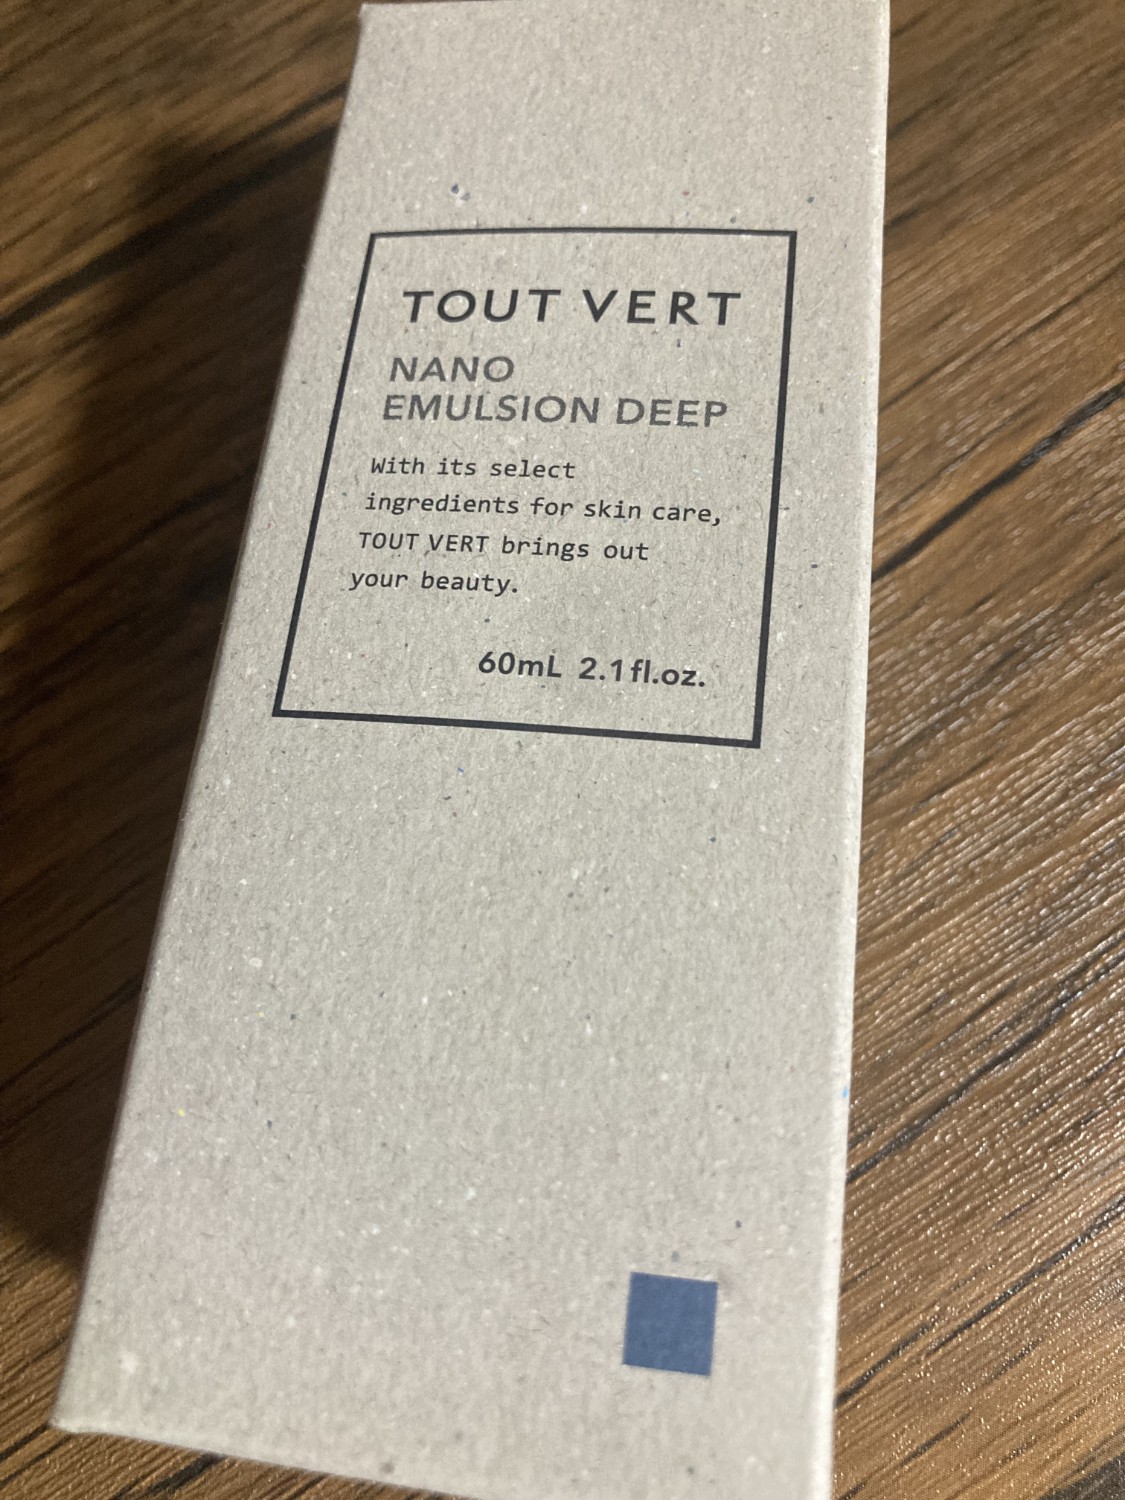 TOUT VERT
NANO
EMULSION DEEP
With its select
ingredients for skin care,
TOUT VERT brings out
your beauty.
60mL 2.1fl.oz.